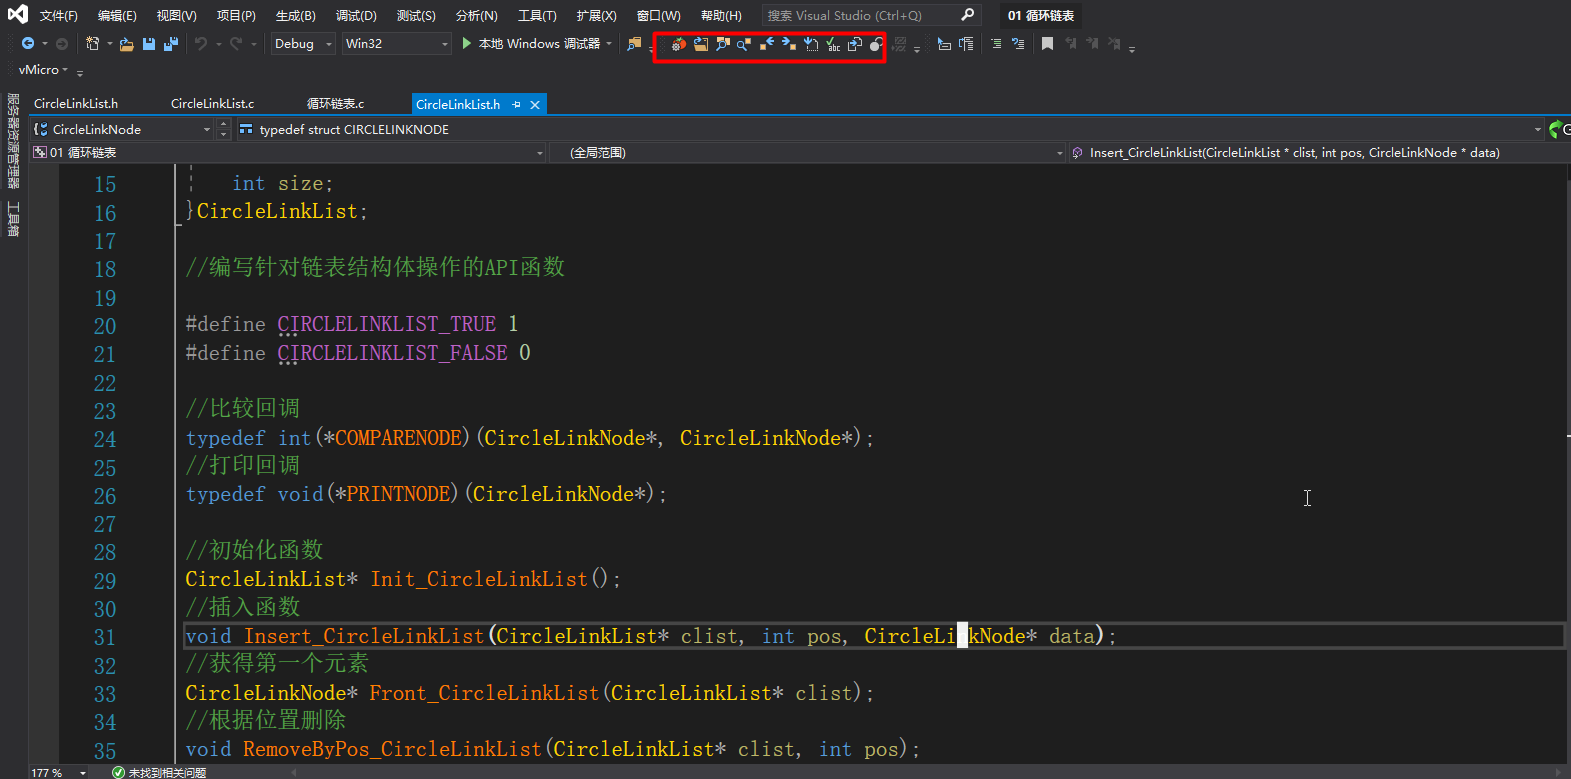 文件(F) 编辑(E) 视图(V) 项目(P) 生成(B) 调试(D) 测试(S) 分析(N) 工具(T) 扩展(X) 窗口(W) 帮助(H) 搜索 Visual Studio (Ctrl+Q) 01 循环链表
Debug Win32 本地 Windows 调试器
vMicro
服务器资源管理器
工具箱
CircleLinkList.h CircleLinkList.c 循环链表.c CircleLinkList.h
CircleLinkNode typedef struct CIRCLELINKNODE
01 循环链表 (全局范围) Insert_CircleLinkList(CircleLinkList * clist, int pos, CircleLinkNode * data)
15 int size;
16 }CircleLinkList;
17
18 //编写针对链表结构体操作的API函数
19
20 #define CIRCLELINKLIST_TRUE 1
21 #define CIRCLELINKLIST_FALSE 0
22
23 //比较回调
24 typedef int(*COMPARENODE)(CircleLinkNode*, CircleLinkNode*);
25 //打印回调
26 typedef void(*PRINTNODE)(CircleLinkNode*);
27
28 //初始化函数
29 CircleLinkList* Init_CircleLinkList();
30 //插入函数
31 void Insert_CircleLinkList(CircleLinkList* clist, int pos, CircleLinkNode* data);
32 //获得第一个元素
33 CircleLinkNode* Front_CircleLinkList(CircleLinkList* clist);
34 //根据位置删除
35 void RemoveByPos_CircleLinkList(CircleLinkList* clist, int pos);
177 % 未找到相关问题